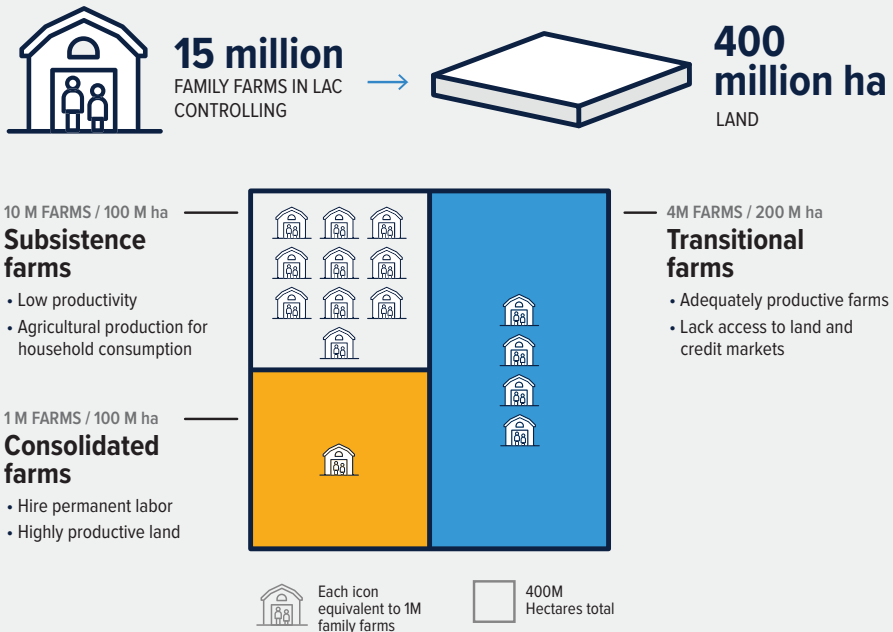 15 million
FAMILY FARMS IN LAC
CONTROLLING
400
million ha
LAND
10 M FARMS / 100 M ha
Subsistence
farms
• Low productivity
• Agricultural production for
household consumption
1 M FARMS / 100 M ha
Consolidated
farms
• Hire permanent labor
• Highly productive land
4M FARMS / 200 M ha
Transitional
farms
• Adequately productive farms
• Lack access to land and
credit markets
Each icon
equivalent to 1M
family farms
400M
Hectares total